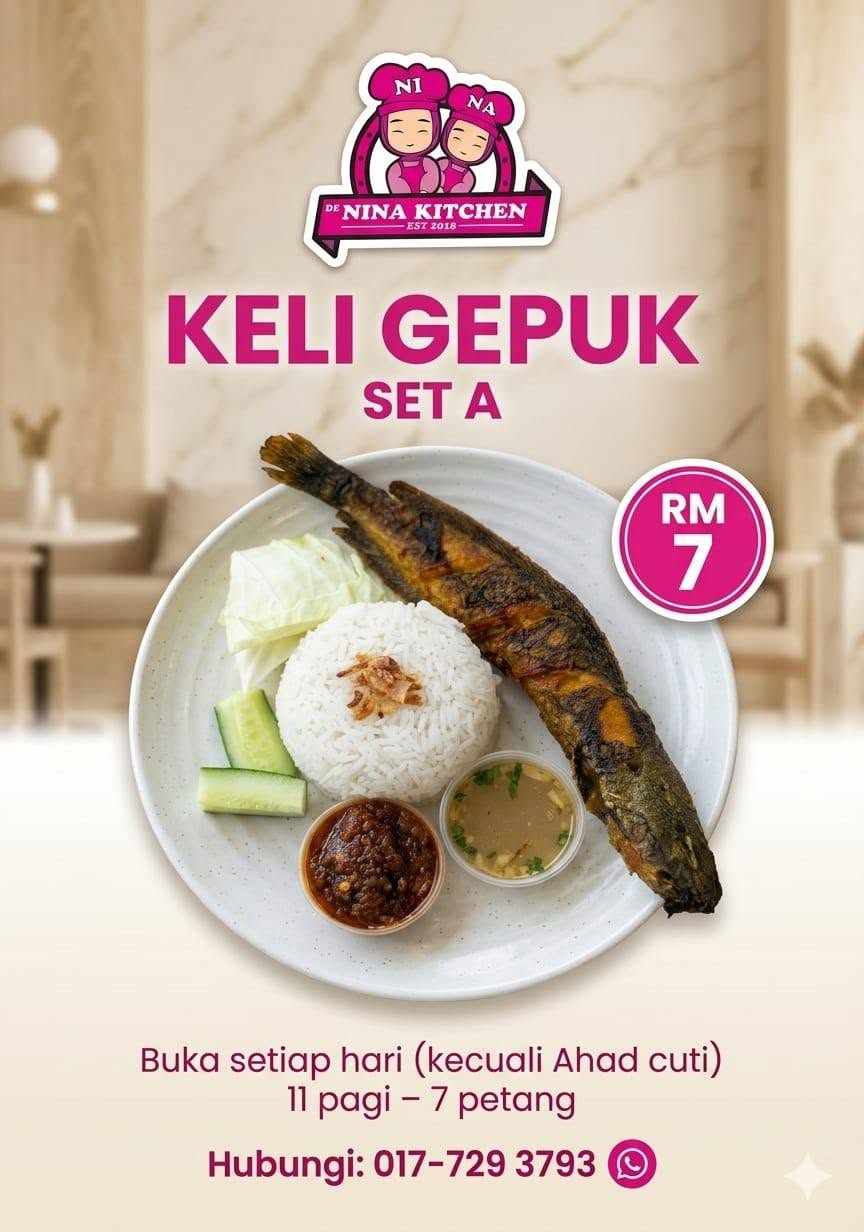 NI
NA
DE NINA KITCHEN
EST 2018
KELI GEPUK
SET A
RM
7
Buka setiap hari (kecuali Ahad cuti)
11 pagi – 7 petang
Hubungi: 017-729 3793